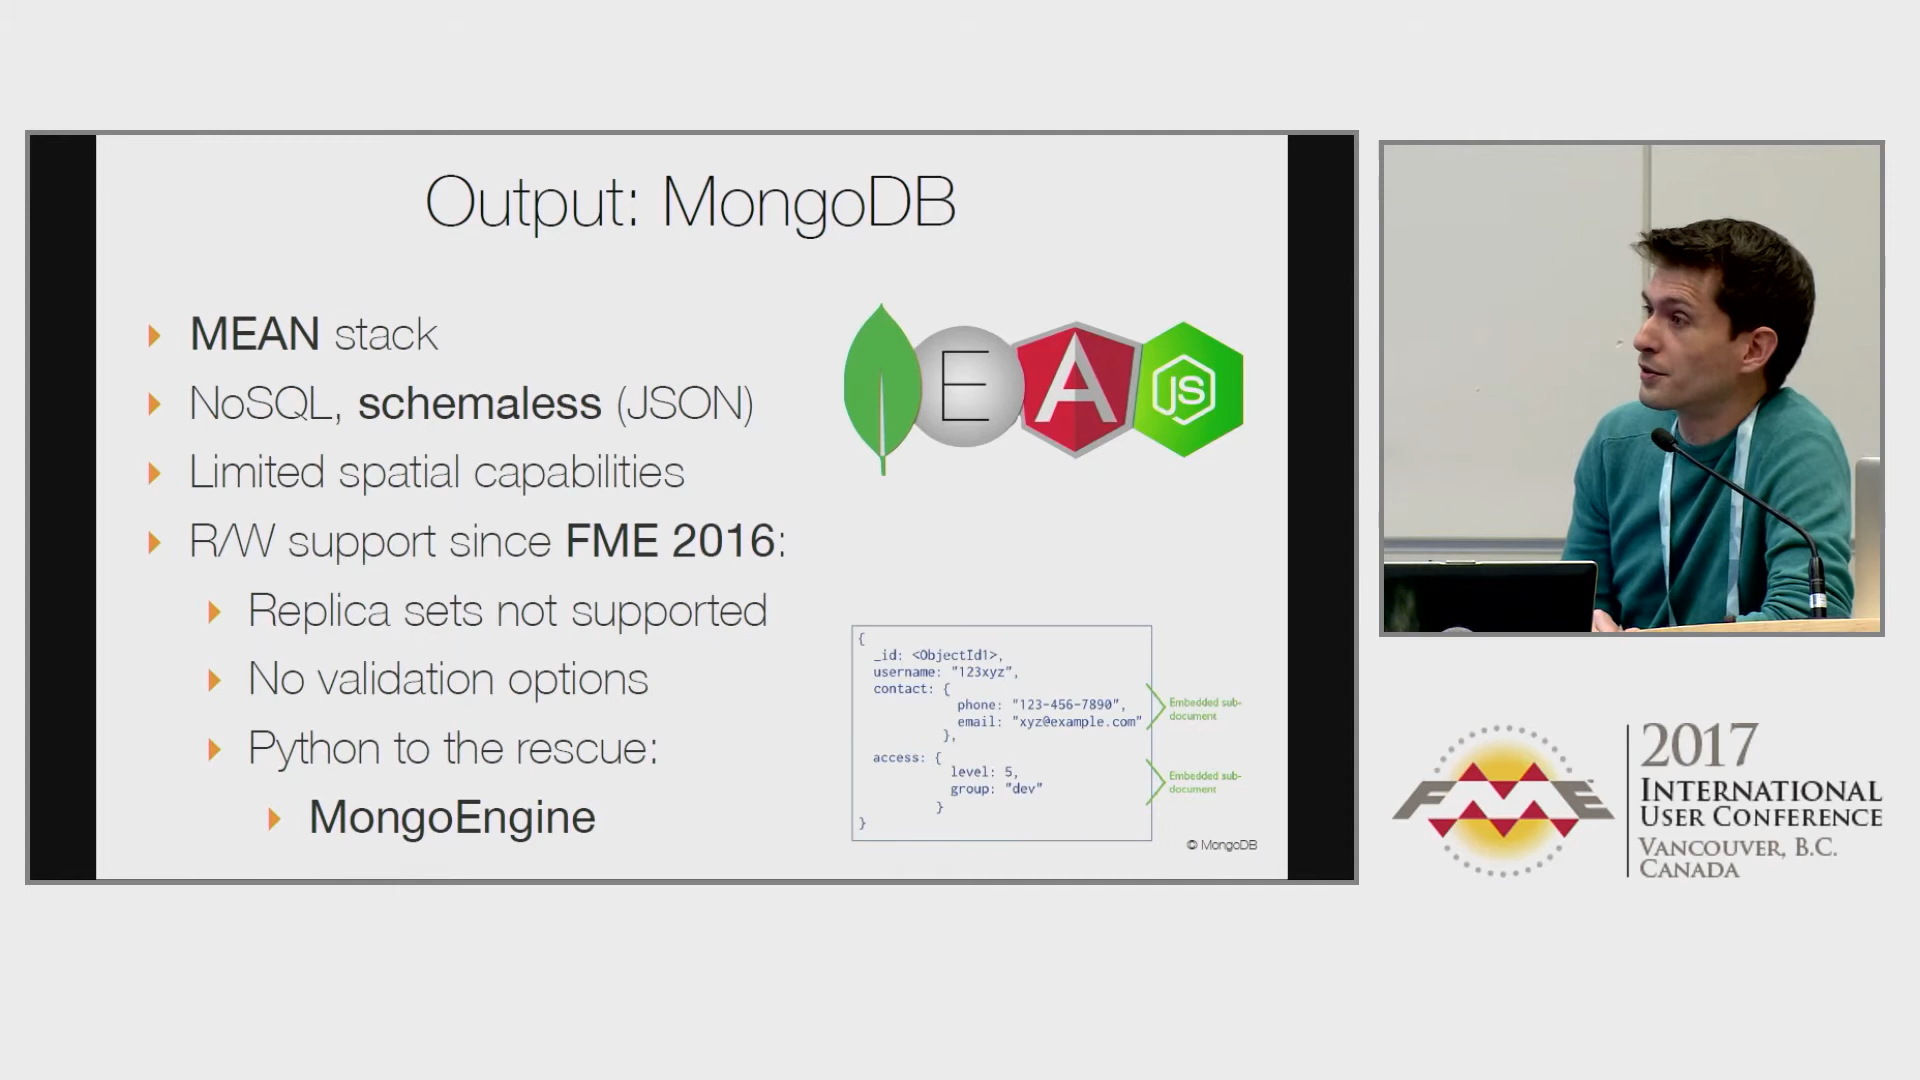 Output: MongoDB
MEAN stack
NoSQL, schemaless (JSON)
Limited spatial capabilities
R/W support since FME 2016:
Replica sets not supported
No validation options
Python to the rescue:
MongoEngine
E A JS
{
_id: <ObjectId1>,
username: "123xyz",
contact: {
phone: "123-456-7890",
email: "xyz@example.com"
},
access: {
level: 5,
group: "dev"
}
}
Embedded sub-
document
Embedded sub-
document
© MongoDB
FME
2017
INTERNATIONAL
USER CONFERENCE
VANCOUVER, B.C.
CANADA